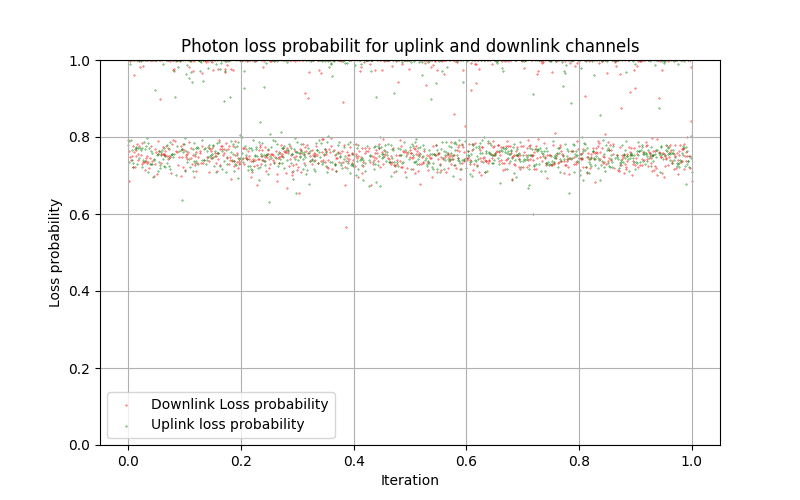 Photon loss probabilit for uplink and downlink channels
1.0
0.8
0.6
0.4
0.2
0.0
Loss probability
Downlink Loss probability
Uplink loss probability
0.0 0.2 0.4 0.6 0.8 1.0
Iteration